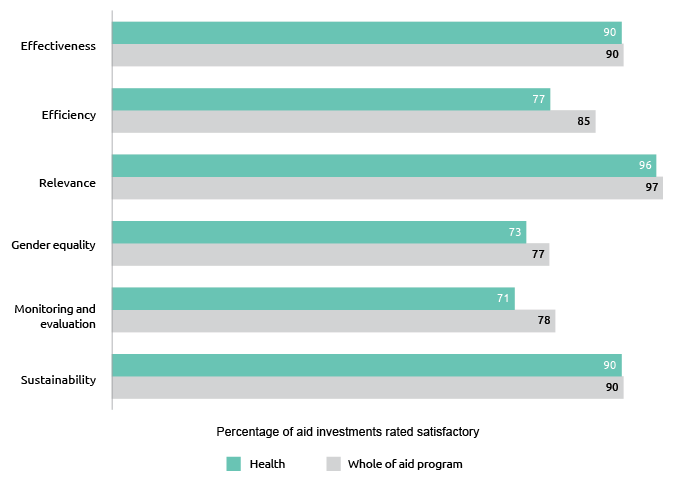 Effectiveness
90
90
Efficiency
77
85
Relevance
96
97
Gender equality
73
77
Monitoring and
evaluation
71
78
Sustainability
90
90
Percentage of aid investments rated satisfactory
Health
Whole of aid program